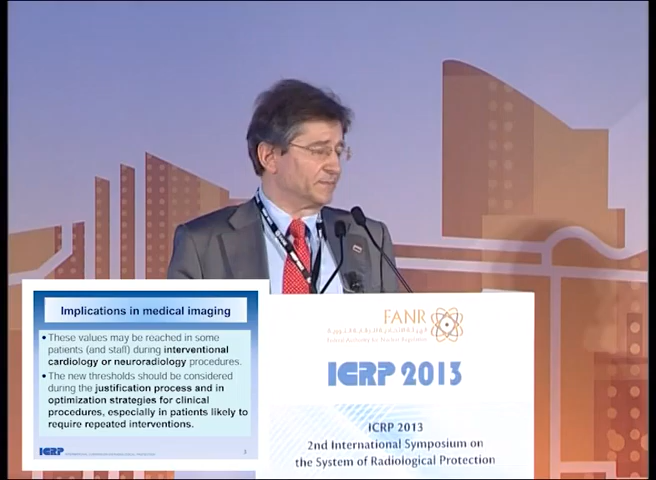 Implications in medical imaging
• These values may be reached in some
patients (and staff) during interventional
cardiology or neuroradiology procedures.
• The new thresholds should be considered
during the justification process and in
optimization strategies for clinical
procedures, especially in patients likely to
require repeated interventions.
ICRP
3
FANR
ICRP 2013
ICRP 2013
2nd International Symposium on
the System of Radiological Protection